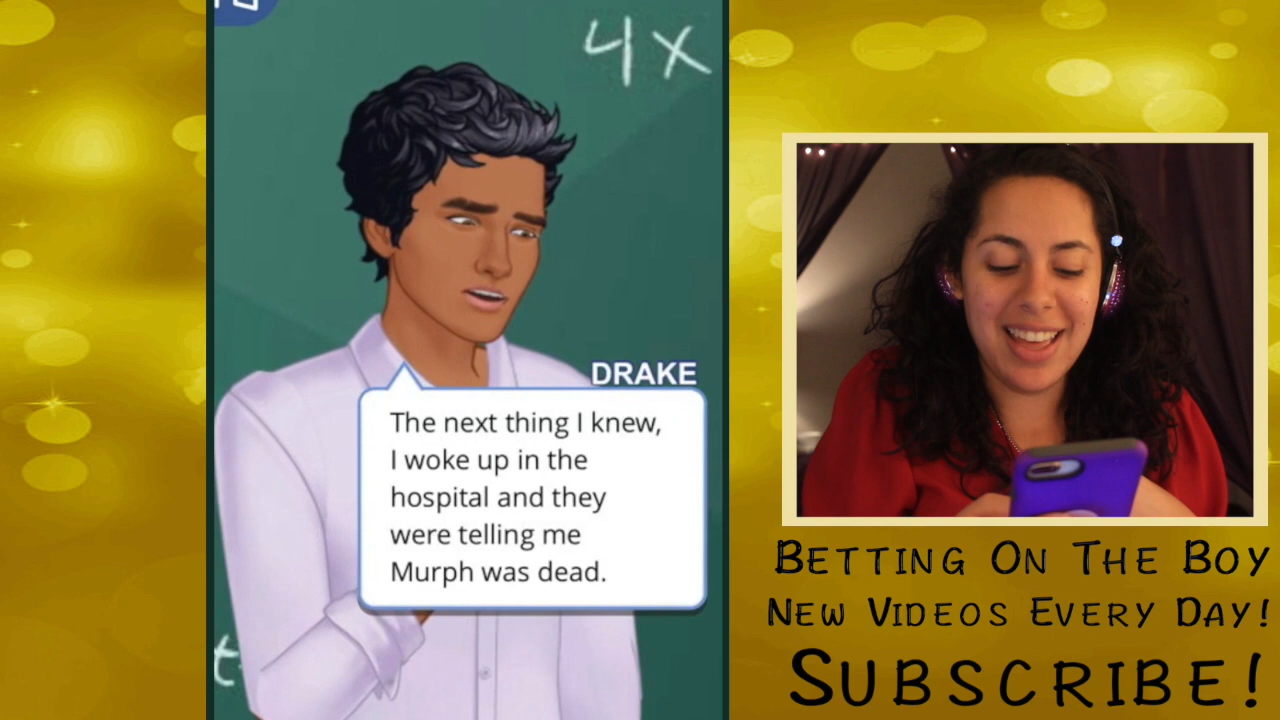 4x
DRAKE
The next thing I knew,
I woke up in the
hospital and they
were telling me
Murph was dead.
BETTING ON THE BOY
NEW VIDEOS EVERY DAY!
SUBSCRIBE!